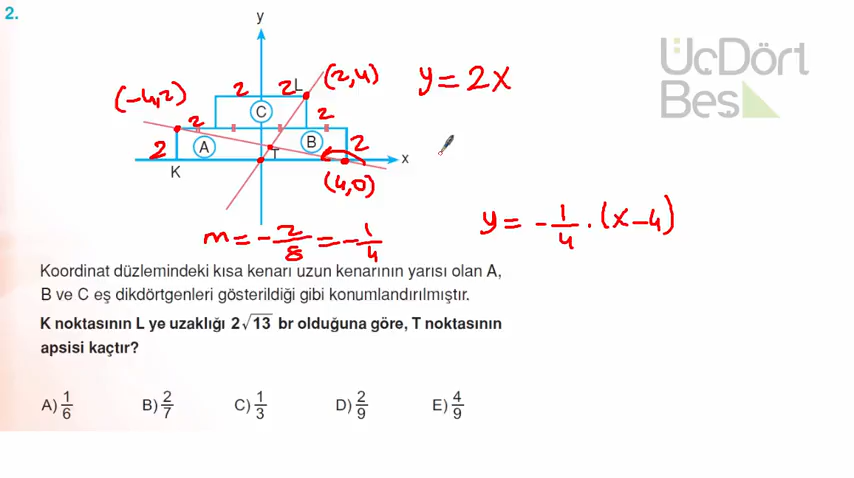 2.
y
ÜçDört
Beş
(2,4)
y = 2x
(-4,2)
2
2
L
2
C
2
A
B
2
2
T
x
K
(4,0)
m = -2/8 = -1/4
y = -1/4 . (x-4)
Koordinat düzlemindeki kısa kenarı uzun kenarının yarısı olan A,
B ve C eş dikdörtgenleri gösterildiği gibi konumlandırılmıştır.
K noktasının L ye uzaklığı 2√13 br olduğuna göre, T noktasının
apsisi kaçtır?
A) 1/6 B) 2/7 C) 1/3 D) 2/9 E) 4/9